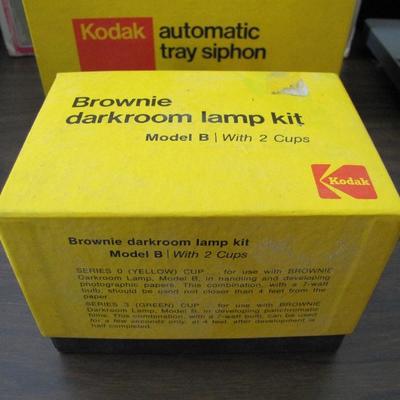 Kodak
automatic
tray siphon
Brownie
darkroom lamp kit
Model B | With 2 Cups
Kodak
Brownie darkroom lamp kit
Model B | With 2 Cups
SERIES 0 (YELLOW) CUP . . . for use with BROWNIE
Darkroom Lamp, Model B, in handling and developing
photographic papers. This combination, with a 7-watt
bulb, should be used not closer than 4 feet from the
paper.
SERIES 3 (GREEN) CUP . . . for use with BROWNIE
Darkroom Lamp, Model B, in developing panchromatic
films. This combination, with a 7-watt bulb, can be used
for a few seconds only, at 4 feet, after development is
half completed.